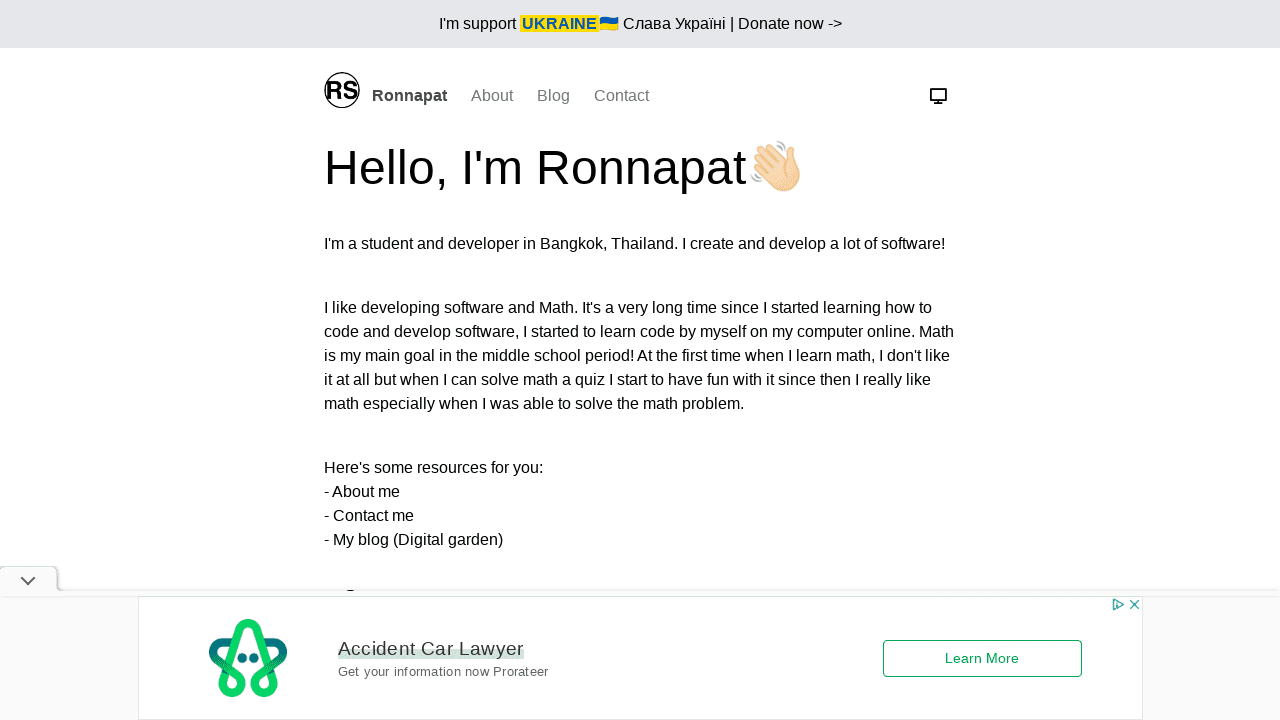 I'm support UKRAINE🇺🇦 Слава Україні | Donate now ->
RS Ronnapat About Blog Contact
Hello, I'm Ronnapat👋🏻
I'm a student and developer in Bangkok, Thailand. I create and develop a lot of software!
I like developing software and Math. It's a very long time since I started learning how to
code and develop software, I started to learn code by myself on my computer online. Math
is my main goal in the middle school period! At the first time when I learn math, I don't like
it at all but when I can solve math a quiz I start to have fun with it since then I really like
math especially when I was able to solve the math problem.
Here's some resources for you:
- About me
- Contact me
- My blog (Digital garden)
Accident Car Lawyer
Get your information now Prorateer
Learn More